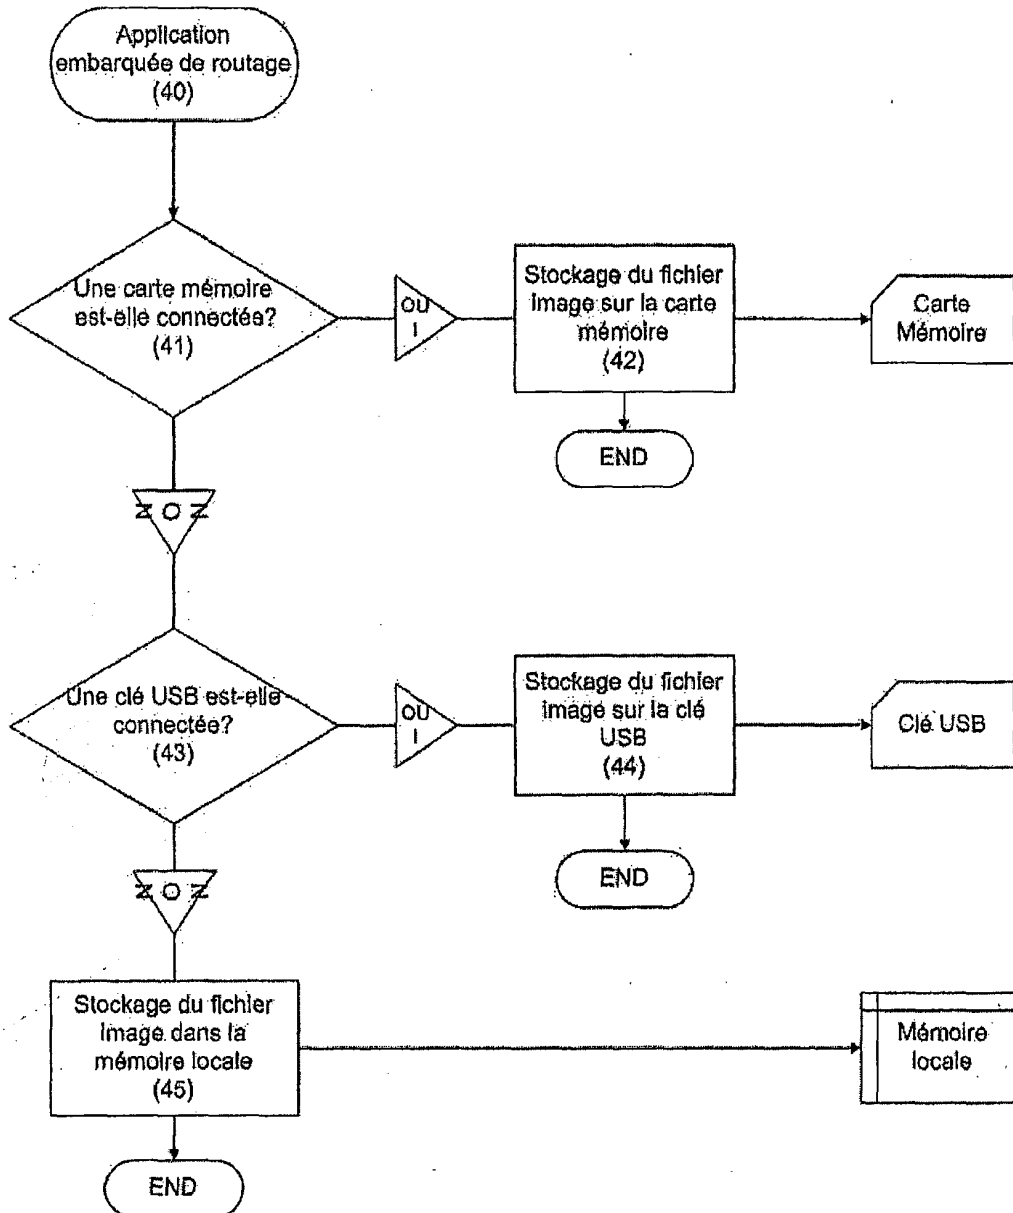 Application
embarquée de routage
(40)
Une carte mémoire
est-elle connectée?
(41)
OU
I
Stockage du fichier
image sur la carte
mémoire
(42)
Carte
Mémoire
END
NON
Une clé USB est-elle
connectée?
(43)
OU
I
Stockage du fichier
image sur la clé
USB
(44)
Clé USB
END
NON
Stockage du fichier
image dans la
mémoire locale
(45)
Mémoire
locale
END